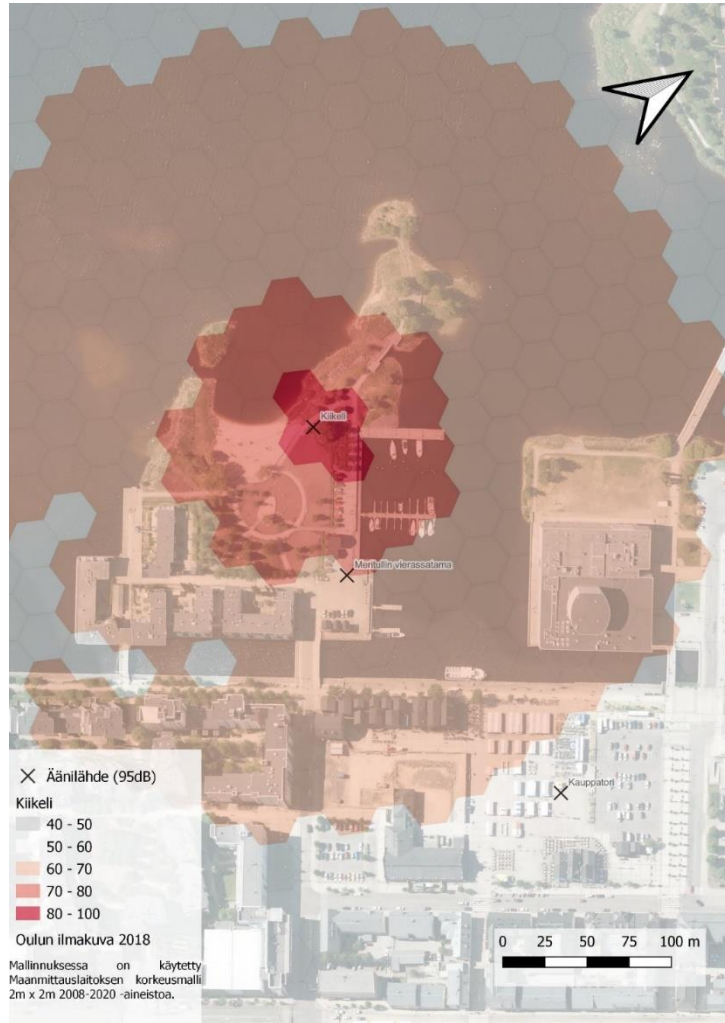 Kiikeli
Meritullin vierassatama
Kauppatori
Äänilähde (95dB)
Kiikeli
40 - 50
50 - 60
60 - 70
70 - 80
80 - 100
Oulun ilmakuva 2018
Mallinnuksessa on käytetty
Maanmittauslaitoksen korkeusmalli
2m x 2m 2008-2020 -aineistoa.
0 25 50 75 100 m